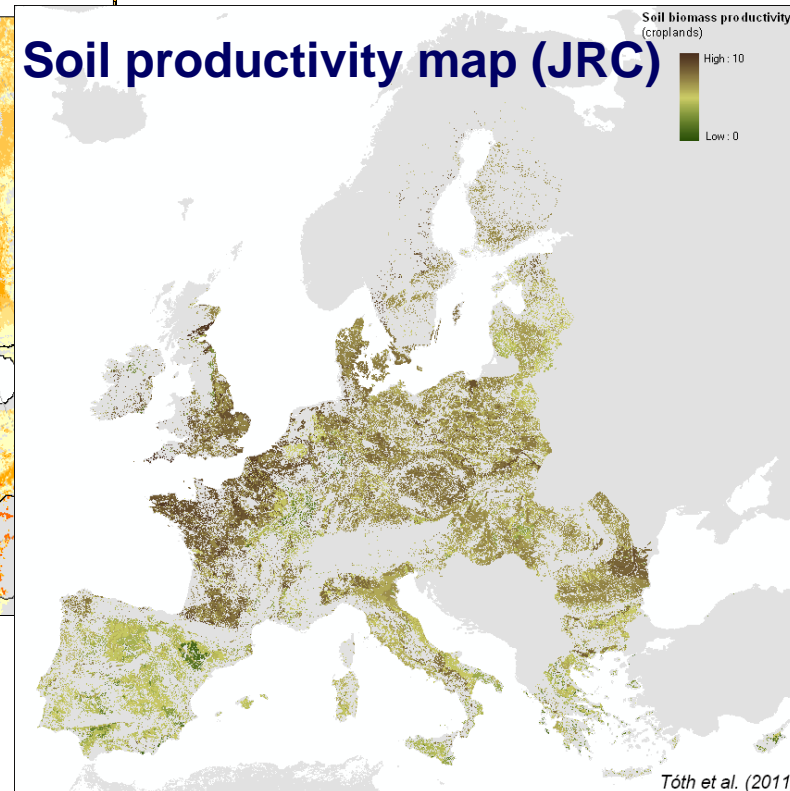 Soil biomass productivity
(croplands)
Soil productivity map (JRC)
High : 10
Low : 0
Tóth et al. (2011